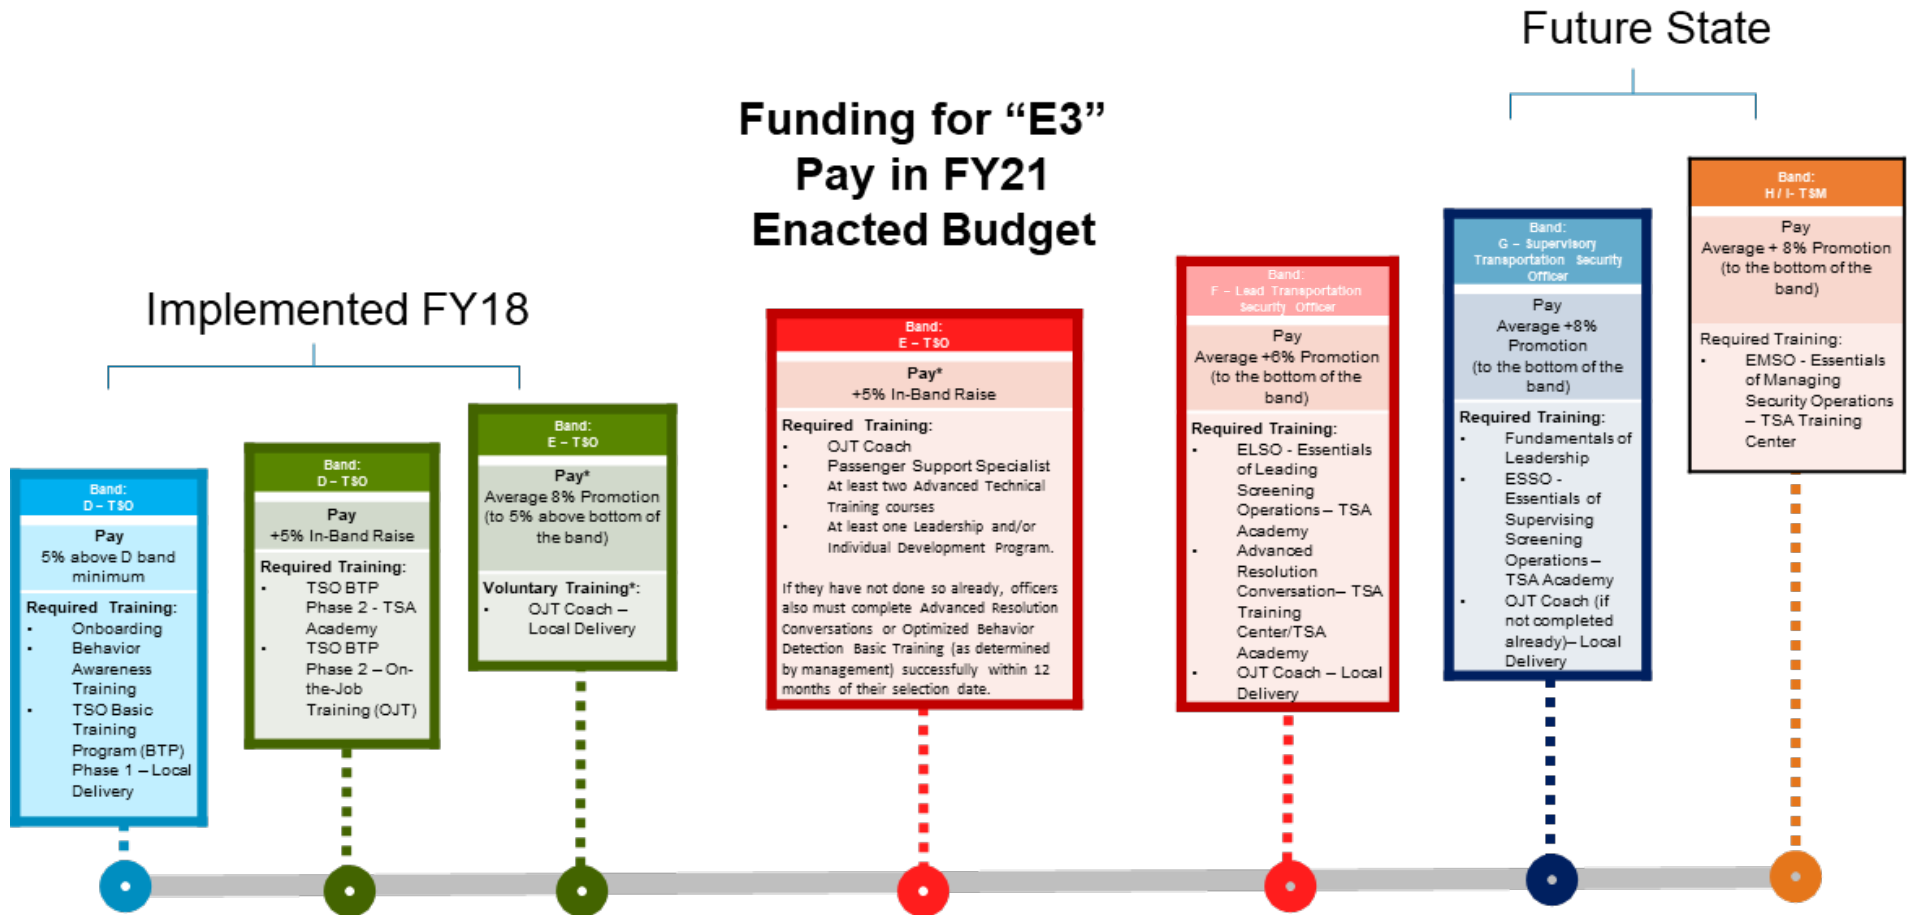 Future State
Funding for “E3”
Pay in FY21
Enacted Budget
Implemented FY18
Band:
D – TSO
Pay
5% above D band
minimum
Required Training:
▪ Onboarding
▪ Behavior
Awareness
Training
▪ TSO Basic
Training
Program (BTP)
Phase 1 – Local
Delivery
Band:
D – TSO
Pay
+5% In-Band Raise
Required Training:
▪ TSO BTP
Phase 2 - TSA
Academy
▪ TSO BTP
Phase 2 – On-
the-Job
Training (OJT)
Band:
E – TSO
Pay*
Average 8% Promotion
(to 5% above bottom of
the band)
Voluntary Training*:
▪ OJT Coach –
Local Delivery
Band:
E – TSO
Pay*
+5% In-Band Raise
Required Training:
▪ OJT Coach
▪ Passenger Support Specialist
▪ At least two Advanced Technical
Training courses
▪ At least one Leadership and/or
Individual Development Program.
If they have not done so already, officers
also must complete Advanced Resolution
Conversations or Optimized Behavior
Detection Basic Training (as determined
by management) successfully within 12
months of their selection date.
Band:
F – Lead Transportation
Security Officer
Pay
Average +6% Promotion
(to the bottom of the
band)
Required Training:
▪ ELSO - Essentials
of Leading
Screening
Operations – TSA
Academy
▪ Advanced
Resolution
Conversation– TSA
Training
Center/TSA
Academy
▪ OJT Coach – Local
Delivery
Band:
G – Supervisory
Transportation Security
Officer
Pay
Average +8%
Promotion
(to the bottom of the
band)
Required Training:
▪ Fundamentals of
Leadership
▪ ESSO -
Essentials of
Supervising
Screening
Operations –
TSA Academy
▪ OJT Coach (if
not completed
already)– Local
Delivery
Band:
H / I- TSM
Pay
Average + 8% Promotion
(to the bottom of the
band)
Required Training:
▪ EMSO - Essentials
of Managing
Security Operations
– TSA Training
Center